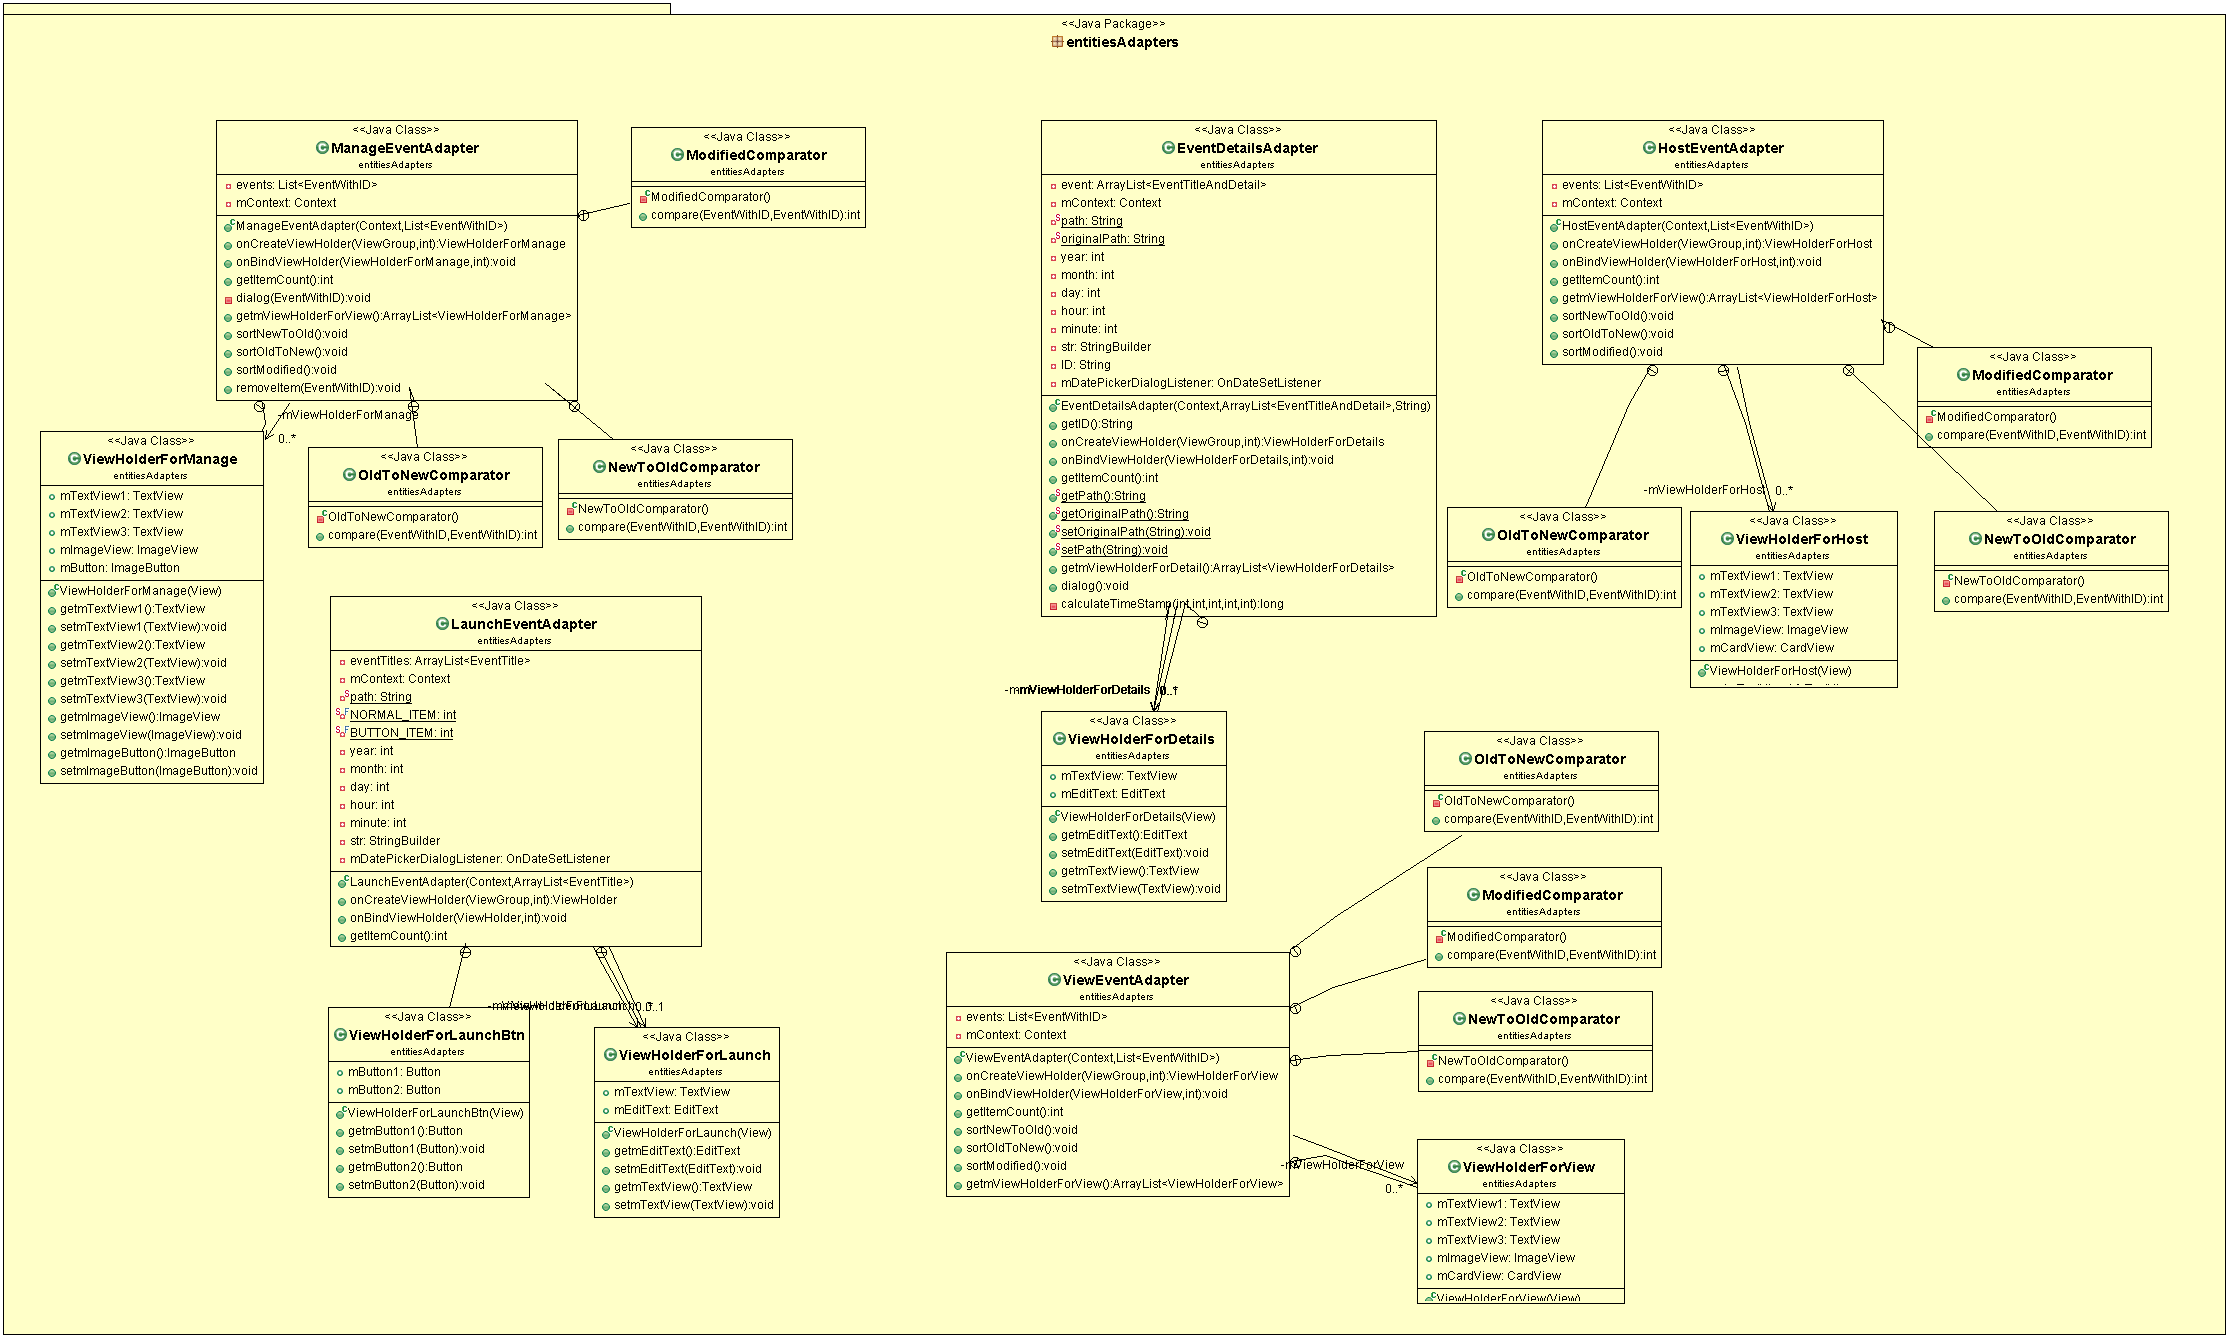 <<Java Package>>
entitiesAdapters
<<Java Class>>
ManageEventAdapter
entitiesAdapters
events: List<EventWithID>
mContext: Context
ManageEventAdapter(Context,List<EventWithID>)
onCreateViewHolder(ViewGroup,int):ViewHolderForManage
onBindViewHolder(ViewHolderForManage,int):void
getItemCount():int
dialog(EventWithID):void
getmViewHolderForView():ArrayList<ViewHolderForManage>
sortNewToOld():void
sortOldToNew():void
sortModified():void
removeItem(EventWithID):void
<<Java Class>>
ModifiedComparator
entitiesAdapters
ModifiedComparator()
compare(EventWithID,EventWithID):int
-mViewHolderForManage
0..*
<<Java Class>>
ViewHolderForManage
entitiesAdapters
mTextView1: TextView
mTextView2: TextView
mTextView3: TextView
mImageView: ImageView
mButton: ImageButton
ViewHolderForManage(View)
getmTextView1():TextView
setmTextView1(TextView):void
getmTextView2():TextView
setmTextView2(TextView):void
getmTextView3():TextView
setmTextView3(TextView):void
getmImageView():ImageView
setmImageView(ImageView):void
getmImageButton():ImageButton
setmImageButton(ImageButton):void
<<Java Class>>
OldToNewComparator
entitiesAdapters
OldToNewComparator()
compare(EventWithID,EventWithID):int
<<Java Class>>
NewToOldComparator
entitiesAdapters
NewToOldComparator()
compare(EventWithID,EventWithID):int
<<Java Class>>
LaunchEventAdapter
entitiesAdapters
eventTitles: ArrayList<EventTitle>
mContext: Context
path: String
NORMAL_ITEM: int
BUTTON_ITEM: int
year: int
month: int
day: int
hour: int
minute: int
str: StringBuilder
mDatePickerDialogListener: OnDateSetListener
LaunchEventAdapter(Context,ArrayList<EventTitle>)
onCreateViewHolder(ViewGroup,int):ViewHolder
onBindViewHolder(ViewHolder,int):void
getItemCount():int
<<Java Class>>
ViewHolderForLaunchBtn
entitiesAdapters
mButton1: Button
mButton2: Button
ViewHolderForLaunchBtn(View)
getmButton1():Button
setmButton1(Button):void
getmButton2():Button
setmButton2(Button):void
<<Java Class>>
ViewHolderForLaunch
entitiesAdapters
mTextView: TextView
mEditText: EditText
ViewHolderForLaunch(View)
getmEditText():EditText
setmEditText(EditText):void
getmTextView():TextView
setmTextView(TextView):void
<<Java Class>>
EventDetailsAdapter
entitiesAdapters
event: ArrayList<EventTitleAndDetail>
mContext: Context
path: String
originalPath: String
year: int
month: int
day: int
hour: int
minute: int
str: StringBuilder
ID: String
mDatePickerDialogListener: OnDateSetListener
EventDetailsAdapter(Context,ArrayList<EventTitleAndDetail>,String)
getID():String
onCreateViewHolder(ViewGroup,int):ViewHolderForDetails
onBindViewHolder(ViewHolderForDetails,int):void
getItemCount():int
getPath():String
getOriginalPath():String
setOriginalPath(String):void
setPath(String):void
getmViewHolderForDetail():ArrayList<ViewHolderForDetails>
dialog():void
calculateTimeStamp(int,int,int,int,int):long
<<Java Class>>
ViewHolderForDetails
entitiesAdapters
mTextView: TextView
mEditText: EditText
ViewHolderForDetails(View)
getmEditText():EditText
setmEditText(EditText):void
getmTextView():TextView
setmTextView(TextView):void
<<Java Class>>
HostEventAdapter
entitiesAdapters
events: List<EventWithID>
mContext: Context
HostEventAdapter(Context,List<EventWithID>)
onCreateViewHolder(ViewGroup,int):ViewHolderForHost
onBindViewHolder(ViewHolderForHost,int):void
getItemCount():int
getmViewHolderForView():ArrayList<ViewHolderForHost>
sortNewToOld():void
sortOldToNew():void
sortModified():void
<<Java Class>>
ModifiedComparator
entitiesAdapters
ModifiedComparator()
compare(EventWithID,EventWithID):int
-mViewHolderForHost
0..*
<<Java Class>>
OldToNewComparator
entitiesAdapters
OldToNewComparator()
compare(EventWithID,EventWithID):int
<<Java Class>>
ViewHolderForHost
entitiesAdapters
mTextView1: TextView
mTextView2: TextView
mTextView3: TextView
mImageView: ImageView
mCardView: CardView
ViewHolderForHost(View)
<<Java Class>>
NewToOldComparator
entitiesAdapters
NewToOldComparator()
compare(EventWithID,EventWithID):int
<<Java Class>>
OldToNewComparator
entitiesAdapters
OldToNewComparator()
compare(EventWithID,EventWithID):int
<<Java Class>>
ModifiedComparator
entitiesAdapters
ModifiedComparator()
compare(EventWithID,EventWithID):int
<<Java Class>>
ViewEventAdapter
entitiesAdapters
events: List<EventWithID>
mContext: Context
ViewEventAdapter(Context,List<EventWithID>)
onCreateViewHolder(ViewGroup,int):ViewHolderForView
onBindViewHolder(ViewHolderForView,int):void
getItemCount():int
sortNewToOld():void
sortOldToNew():void
sortModified():void
getmViewHolderForView():ArrayList<ViewHolderForView>
<<Java Class>>
NewToOldComparator
entitiesAdapters
NewToOldComparator()
compare(EventWithID,EventWithID):int
-mViewHolderForView
0..*
<<Java Class>>
ViewHolderForView
entitiesAdapters
mTextView1: TextView
mTextView2: TextView
mTextView3: TextView
mImageView: ImageView
mCardView: CardView
ViewHolderForView(View)